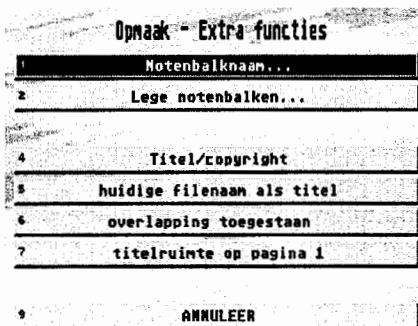 Opmaak - Extra functies
1 Notenbalknaam...
2 Lege notenbalken...
4 Titel/copyright
5 huidige filenaam als titel
6 overlapping toegestaan
7 titelruimte op pagina 1
9 ANNULEER